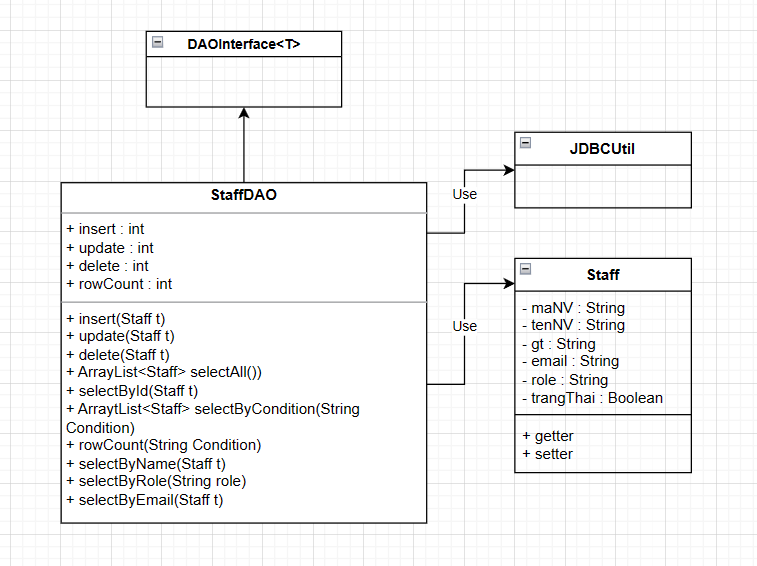 DAOInterface<T>
JDBCUtil
Use
StaffDAO
+ insert : int
+ update : int
+ delete : int
+ rowCount : int
+ insert(Staff t)
+ update(Staff t)
+ delete(Staff t)
+ ArrayList<Staff> selectAll())
+ selectById(Staff t)
+ ArraytList<Staff> selectByCondition(String
Condition)
+ rowCount(String Condition)
+ selectByName(Staff t)
+ selectByRole(String role)
+ selectByEmail(Staff t)
Use
Staff
- maNV : String
- tenNV : String
- gt : String
- email : String
- role : String
- trangThai : Boolean
+ getter
+ setter